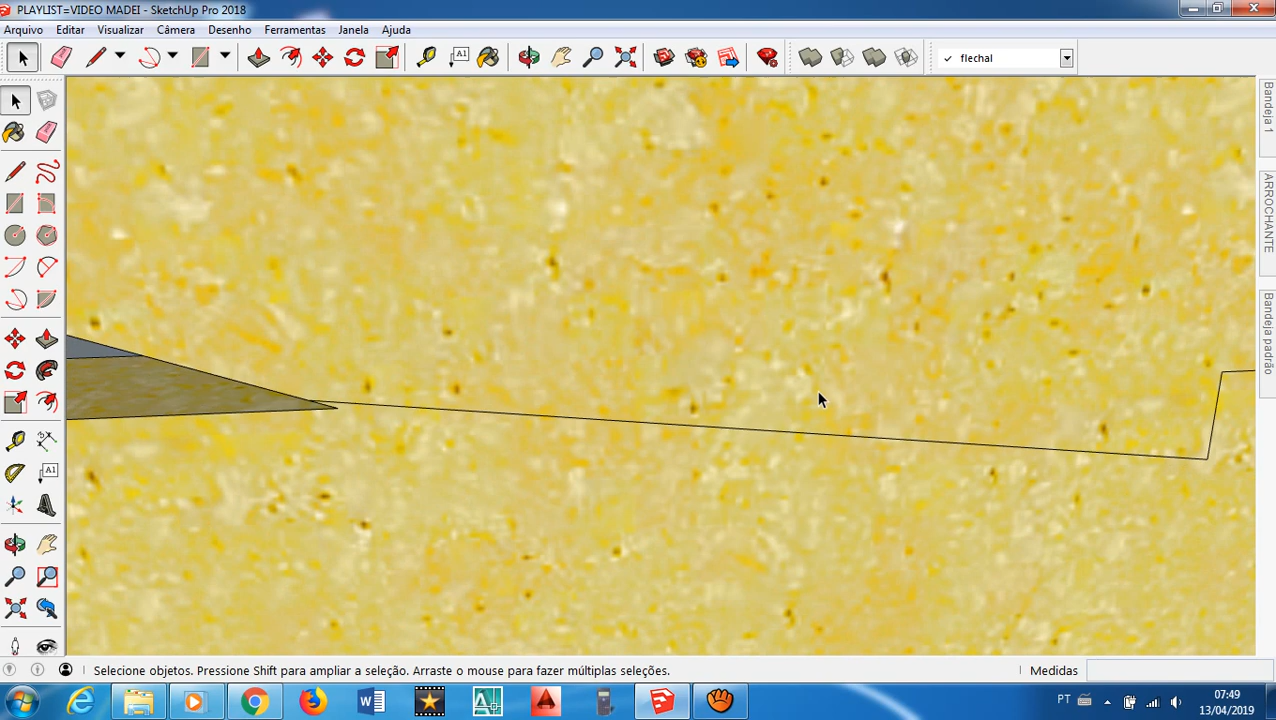 PLAYLIST=VIDEO MADEI - SketchUp Pro 2018
Arquivo Editar Visualizar Câmera Desenho Ferramentas Janela Ajuda
A1
✓ flechal
Bandeja 1
ARROCHANTE
Bandeja padrão
A1
Selecione objetos. Pressione Shift para ampliar a seleção. Arraste o mouse para fazer múltiplas seleções.
Medidas
PT
07:49
13/04/2019